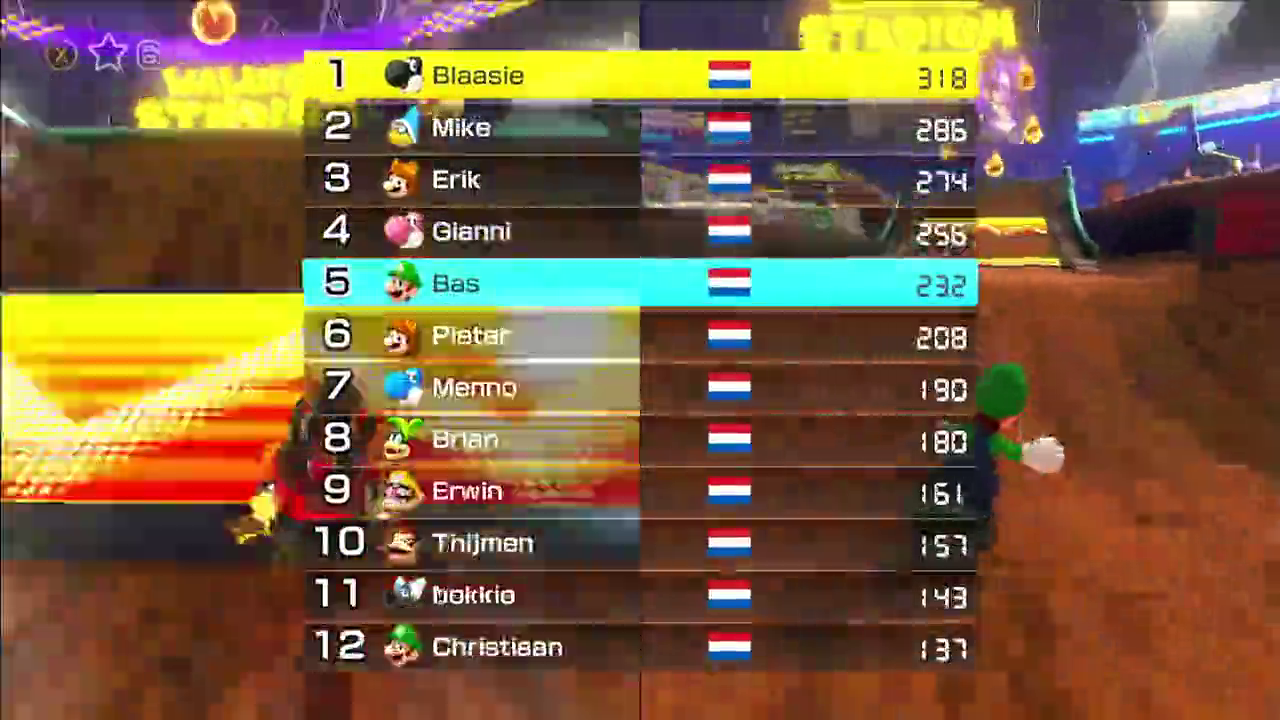 STADIUM
1 Blaasie 318
2 Mike 286
3 Erik 274
4 Gianni 256
5 Bas 232
6 Pieter 208
7 Menno 190
8 Brian 180
9 Erwin 161
10 Thijmen 157
11 bokkie 143
12 Christiaan 137